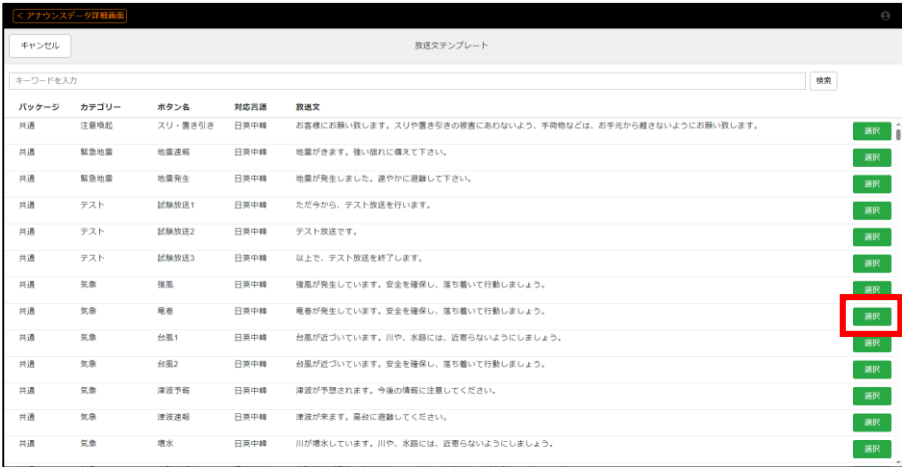 < アナウンスデータ詳細画面
キャンセル 放送文テンプレート
キーワードを入力 検索
パッケージ カテゴリー ボタン名 対応言語 放送文
共通 注意喚起 スリ・置き引き 日英中韓 お客様にお願い致します。スリや置き引きの被害にあわないよう、手荷物などは、お手元から離さないようにお願い致します。 選択
共通 緊急地震 地震速報 日英中韓 地震がきます。強い揺れに備えて下さい。 選択
共通 緊急地震 地震発生 日英中韓 地震が発生しました。速やかに避難して下さい。 選択
共通 テスト 試験放送1 日英中韓 ただ今から、テスト放送を行います。 選択
共通 テスト 試験放送2 日英中韓 テスト放送です。 選択
共通 テスト 試験放送3 日英中韓 以上で、テスト放送を終了します。 選択
共通 気象 強風 日英中韓 強風が発生しています。安全を確保し、落ち着いて行動しましょう。 選択
共通 気象 竜巻 日英中韓 竜巻が発生しています。安全を確保し、落ち着いて行動しましょう。 選択
共通 気象 台風1 日英中韓 台風が近づいています。川や、水路には、近寄らないようにしましょう。 選択
共通 気象 台風2 日英中韓 台風が近づいています。安全を確保し、落ち着いて行動しましょう。 選択
共通 気象 津波予報 日英中韓 津波が予想されます。今後の情報に注意してください。 選択
共通 気象 津波速報 日英中韓 津波が来ます。高台に避難してください。 選択
共通 気象 増水 日英中韓 川が増水しています。川や、水路には、近寄らないようにしましょう。 選択